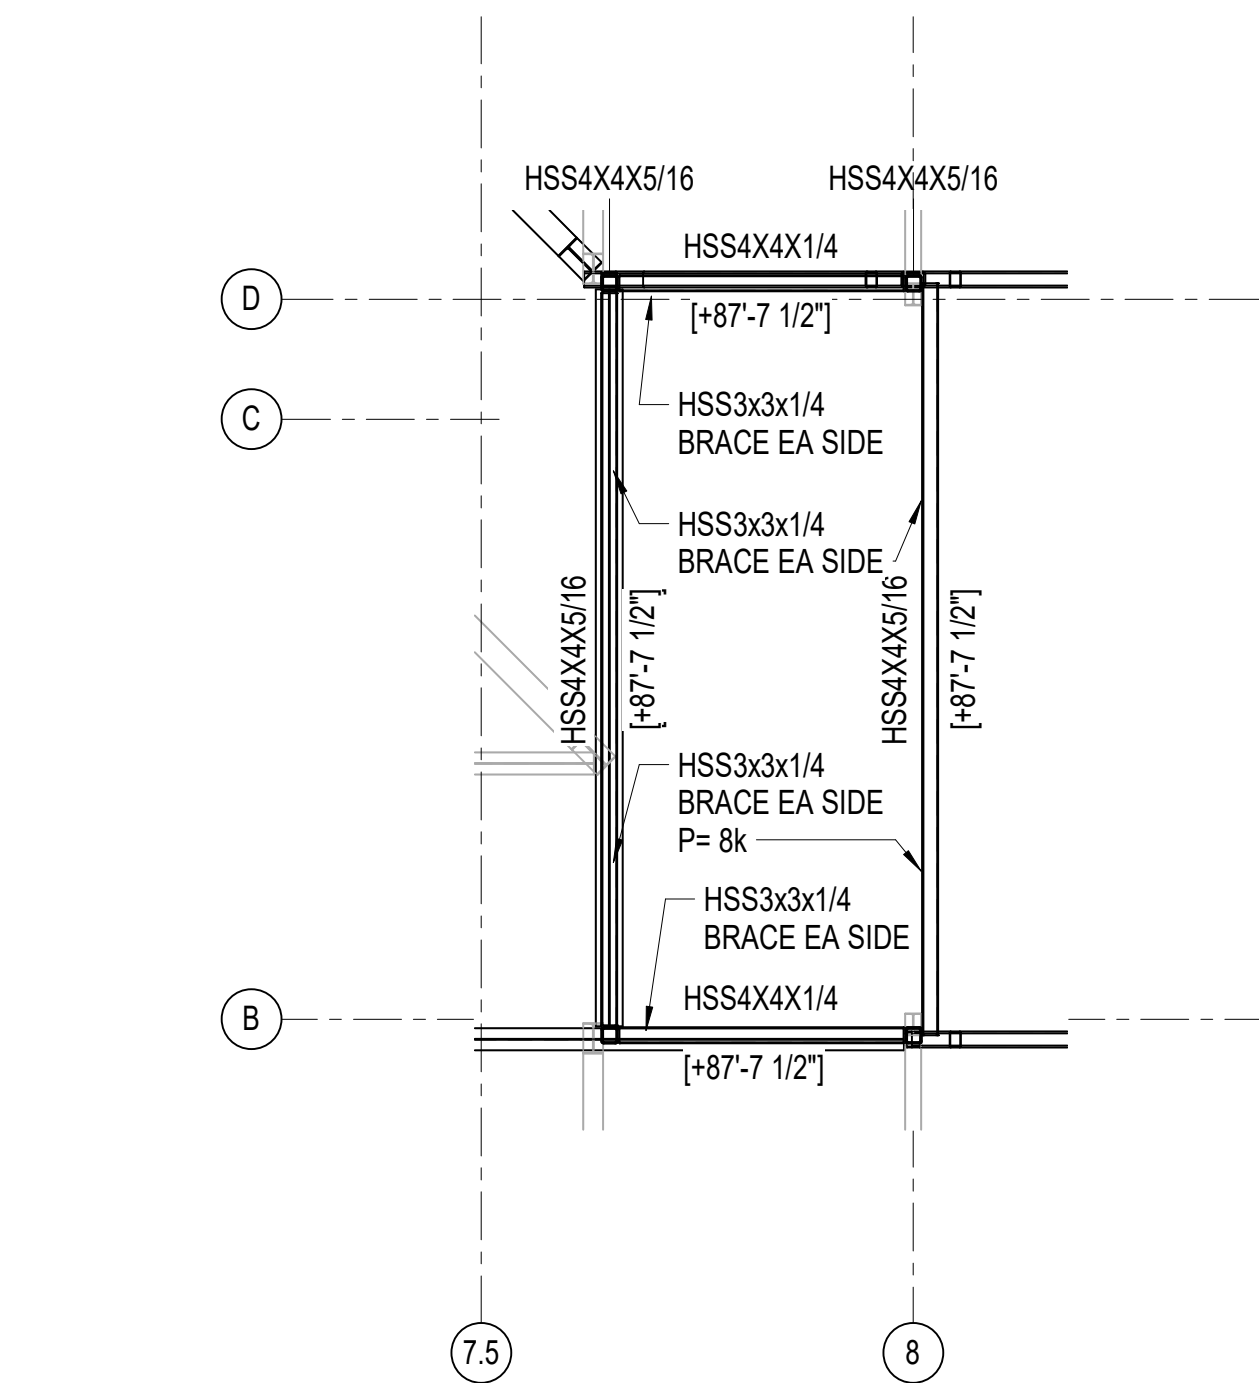 HSS4X4X5/16
HSS4X4X5/16
HSS4X4X1/4
D
[+87'-7 1/2"]
HSS3x3x1/4
BRACE EA SIDE
C
HSS3x3x1/4
BRACE EA SIDE
HSS4X4X5/16
[+87'-7 1/2"]
HSS4X4X5/16
[+87'-7 1/2"]
HSS3x3x1/4
BRACE EA SIDE
P= 8k
HSS3x3x1/4
BRACE EA SIDE
HSS4X4X1/4
B
[+87'-7 1/2"]
7.5
8